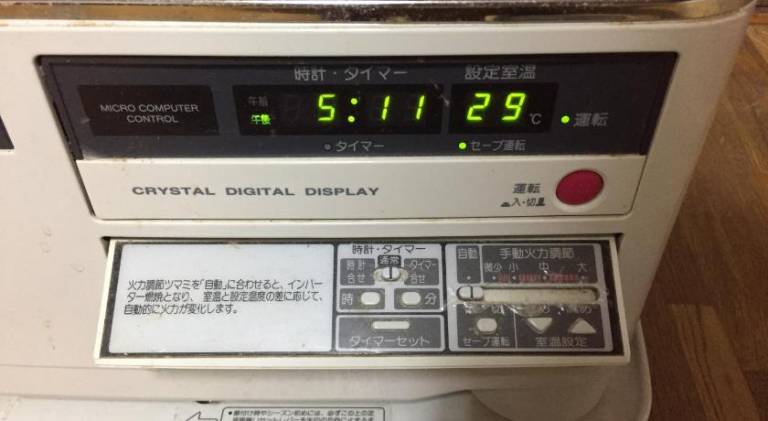 時計・タイマー 設定室温
MICRO COMPUTER
CONTROL
午前
午後
5:11 29 ℃ 運転
タイマー セーブ運転
CRYSTAL DIGITAL DISPLAY
運転
入・切
火力調節ツマミを「自動」に合わせると、インバー
ター燃焼となり、室温と設定温度の差に応じて、
自動的に火力が変化します。
時計・タイマー
時計合せ 通常 タイマー合せ
時 分
タイマーセット
自動 手動火力調節
微少 小 中 大
切
セーブ運転 室温設定